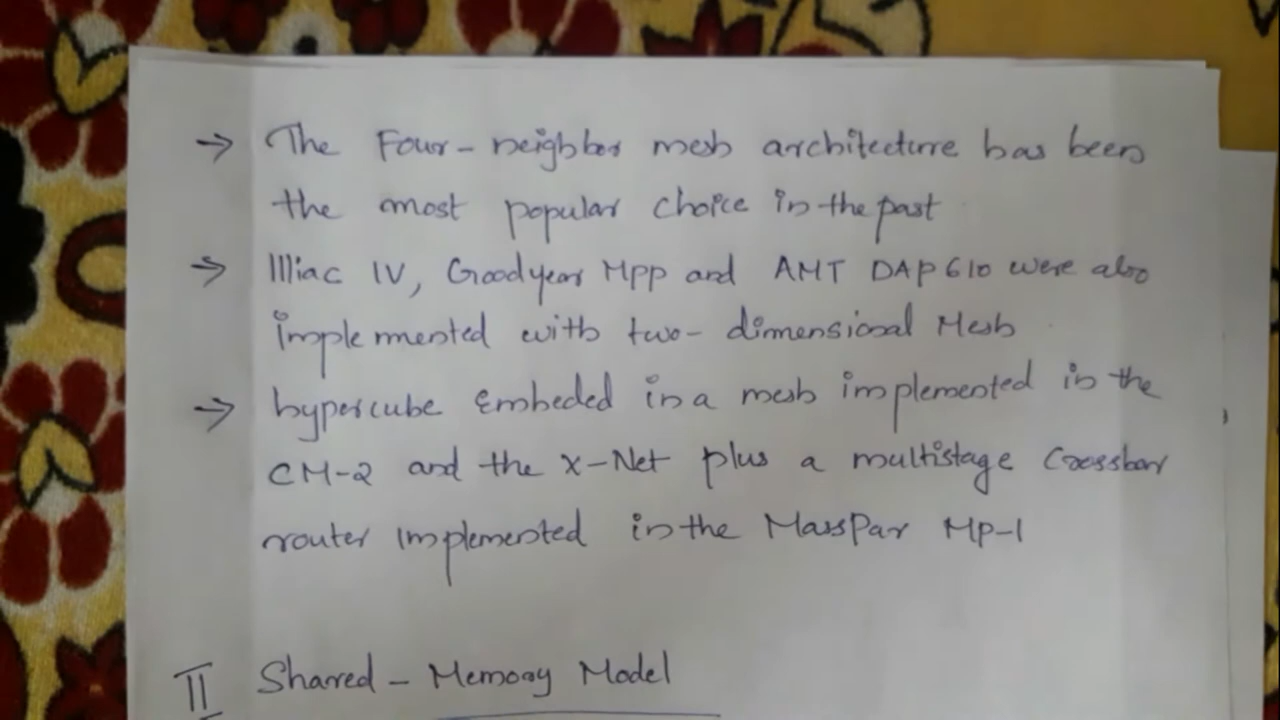 → The Four-neighbor mesh architecture has been
the most popular choice in the past
→ Illiac IV, Goodyear Mpp and AMT DAP610 were also
implemented with two-dimensional Mesh
→ hypercube Embeded in a mesh implemented in the
CM-2 and the X-Net plus a multistage Crossbar
router implemented in the MassPar MP-1
II Shared-Memory Model